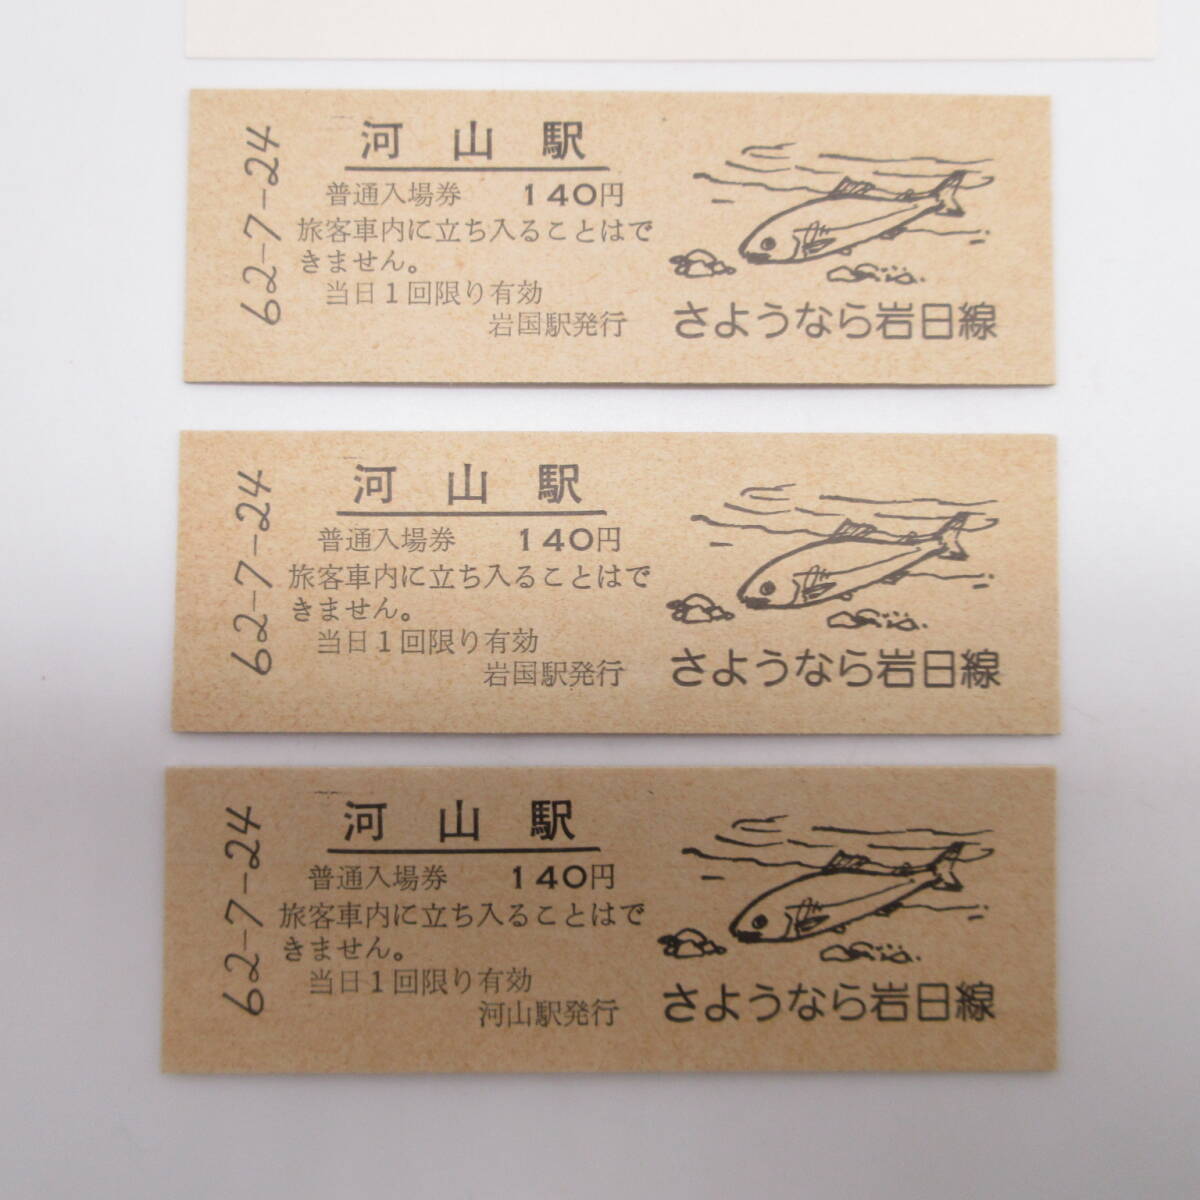 62-7-24
河山駅
普通入場券 140円
旅客車内に立ち入ることはで
きません。
当日1回限り有効
岩国駅発行
さようなら岩日線
62-7-24
河山駅
普通入場券 140円
旅客車内に立ち入ることはで
きません。
当日1回限り有効
岩国駅発行
さようなら岩日線
62-7-24
河山駅
普通入場券 140円
旅客車内に立ち入ることはで
きません。
当日1回限り有効
河山駅発行
さようなら岩日線